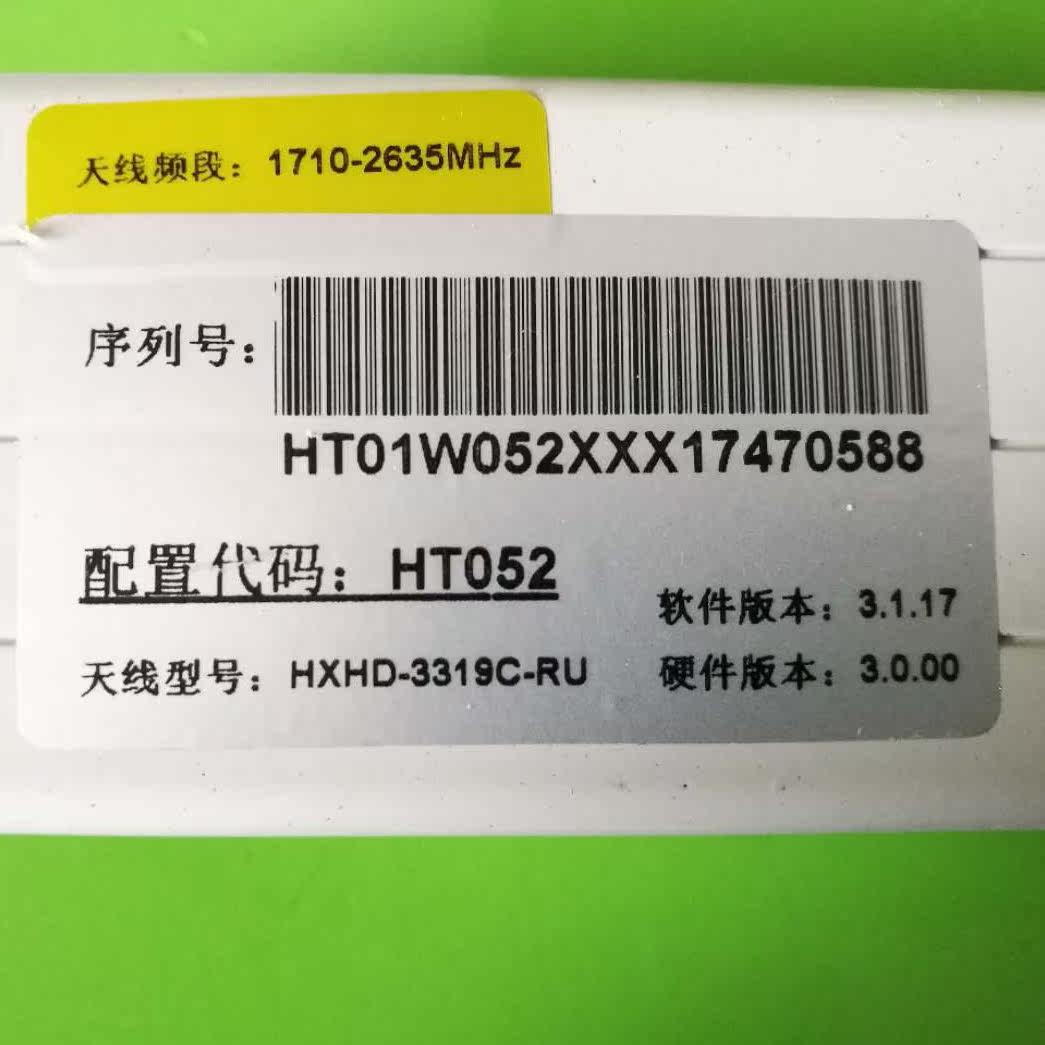 天线频段：1710-2635MHz
序列号：
HT01W052XXX17470588
配置代码：HT052
软件版本：3.1.17
天线型号：HXHD-3319C-RU
硬件版本：3.0.00